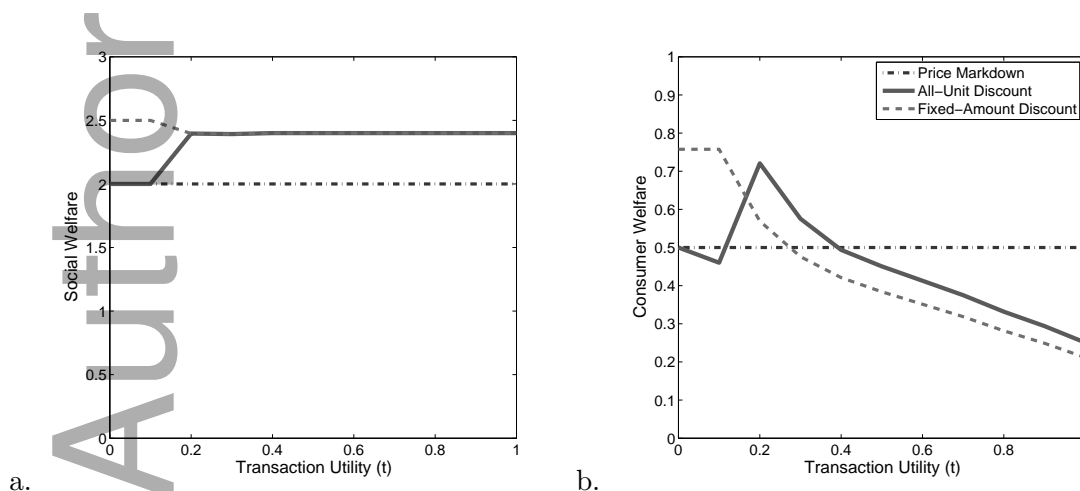 Author
3
2.5
2
1.5
1
0.5
0
0
0.2
0.4
0.6
0.8
1
Social Welfare
Transaction Utility (t)
a.
1
0.9
0.8
0.7
0.6
0.5
0.4
0.3
0.2
0.1
0
0
0.2
0.4
0.6
0.8
Consumer Welfare
Transaction Utility (t)
Price Markdown
All-Unit Discount
Fixed-Amount Discount
b.